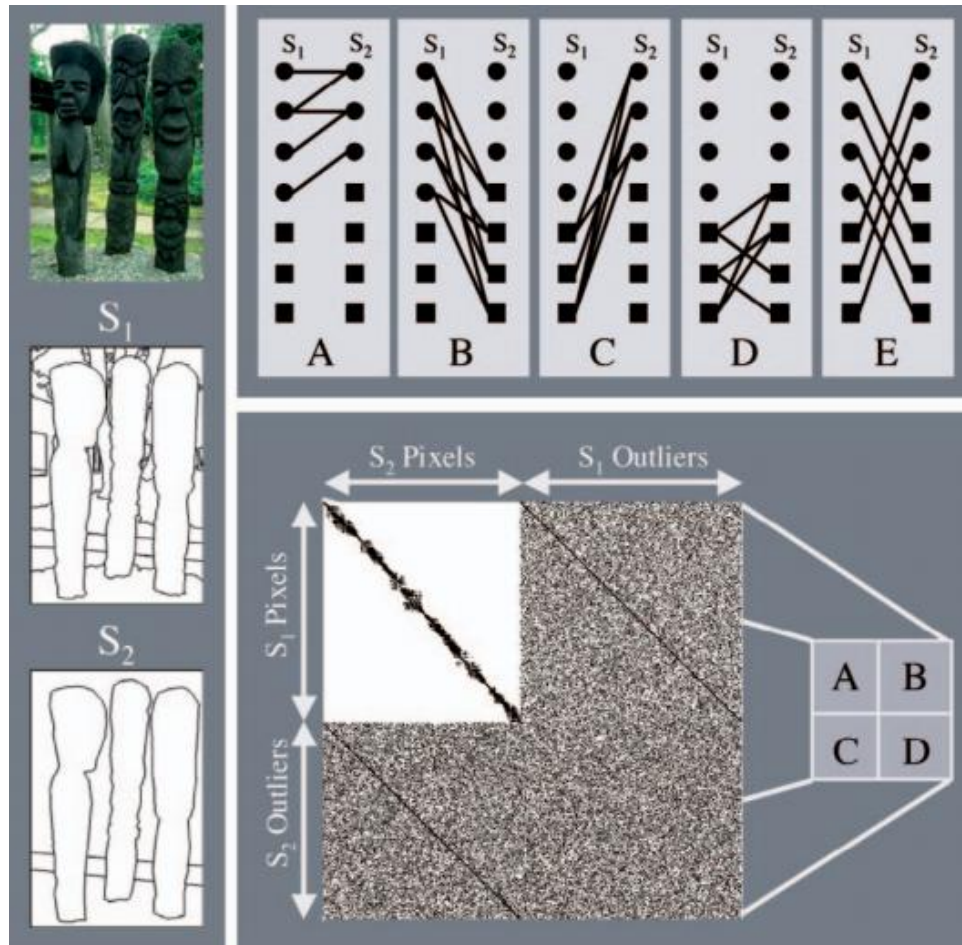 S1
S2
S1 S2
A
S1 S2
B
S1 S2
C
S1 S2
D
S1 S2
E
S2 Pixels
S1 Outliers
S1 Pixels
S2 Outliers
A B
C D